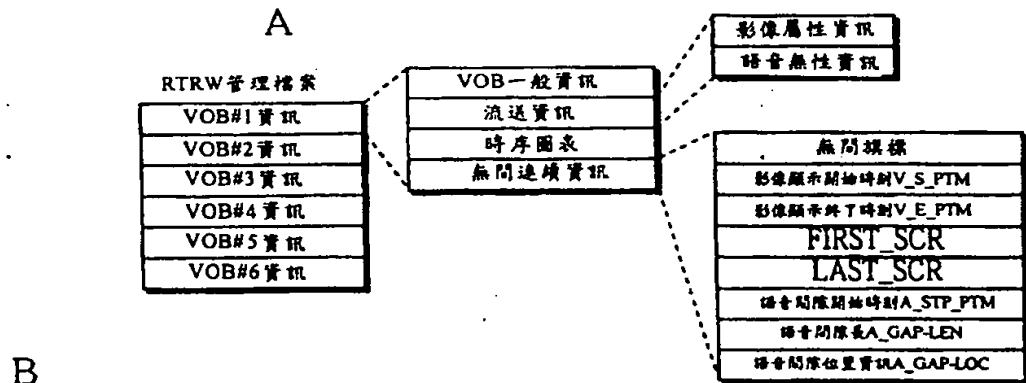 A
RTRW管理檔案
VOB#1資訊
VOB#2資訊
VOB#3資訊
VOB#4資訊
VOB#5資訊
VOB#6資訊
VOB一般資訊
流送資訊
時序圖表
無間連續資訊
影像屬性資訊
語音無性資訊
無間旗標
影像顯示開始時刻V_S_PTM
影像顯示終了時刻V_E_PTM
FIRST_SCR
LAST_SCR
語音間隙開始時刻A_STP_PTM
語音間隙長A_GAP-LEN
語音間隙位置資訊A_GAP-LOC
B